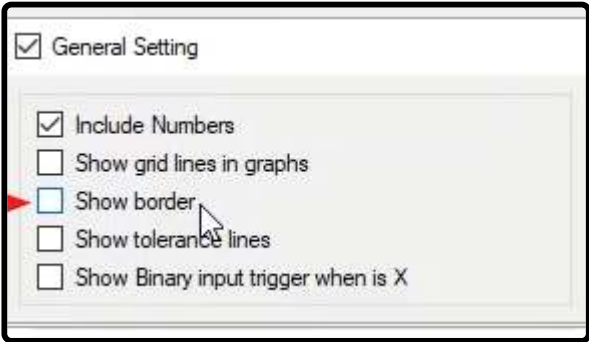 General Setting
Include Numbers
Show grid lines in graphs
Show border
Show tolerance lines
Show Binary input trigger when is X